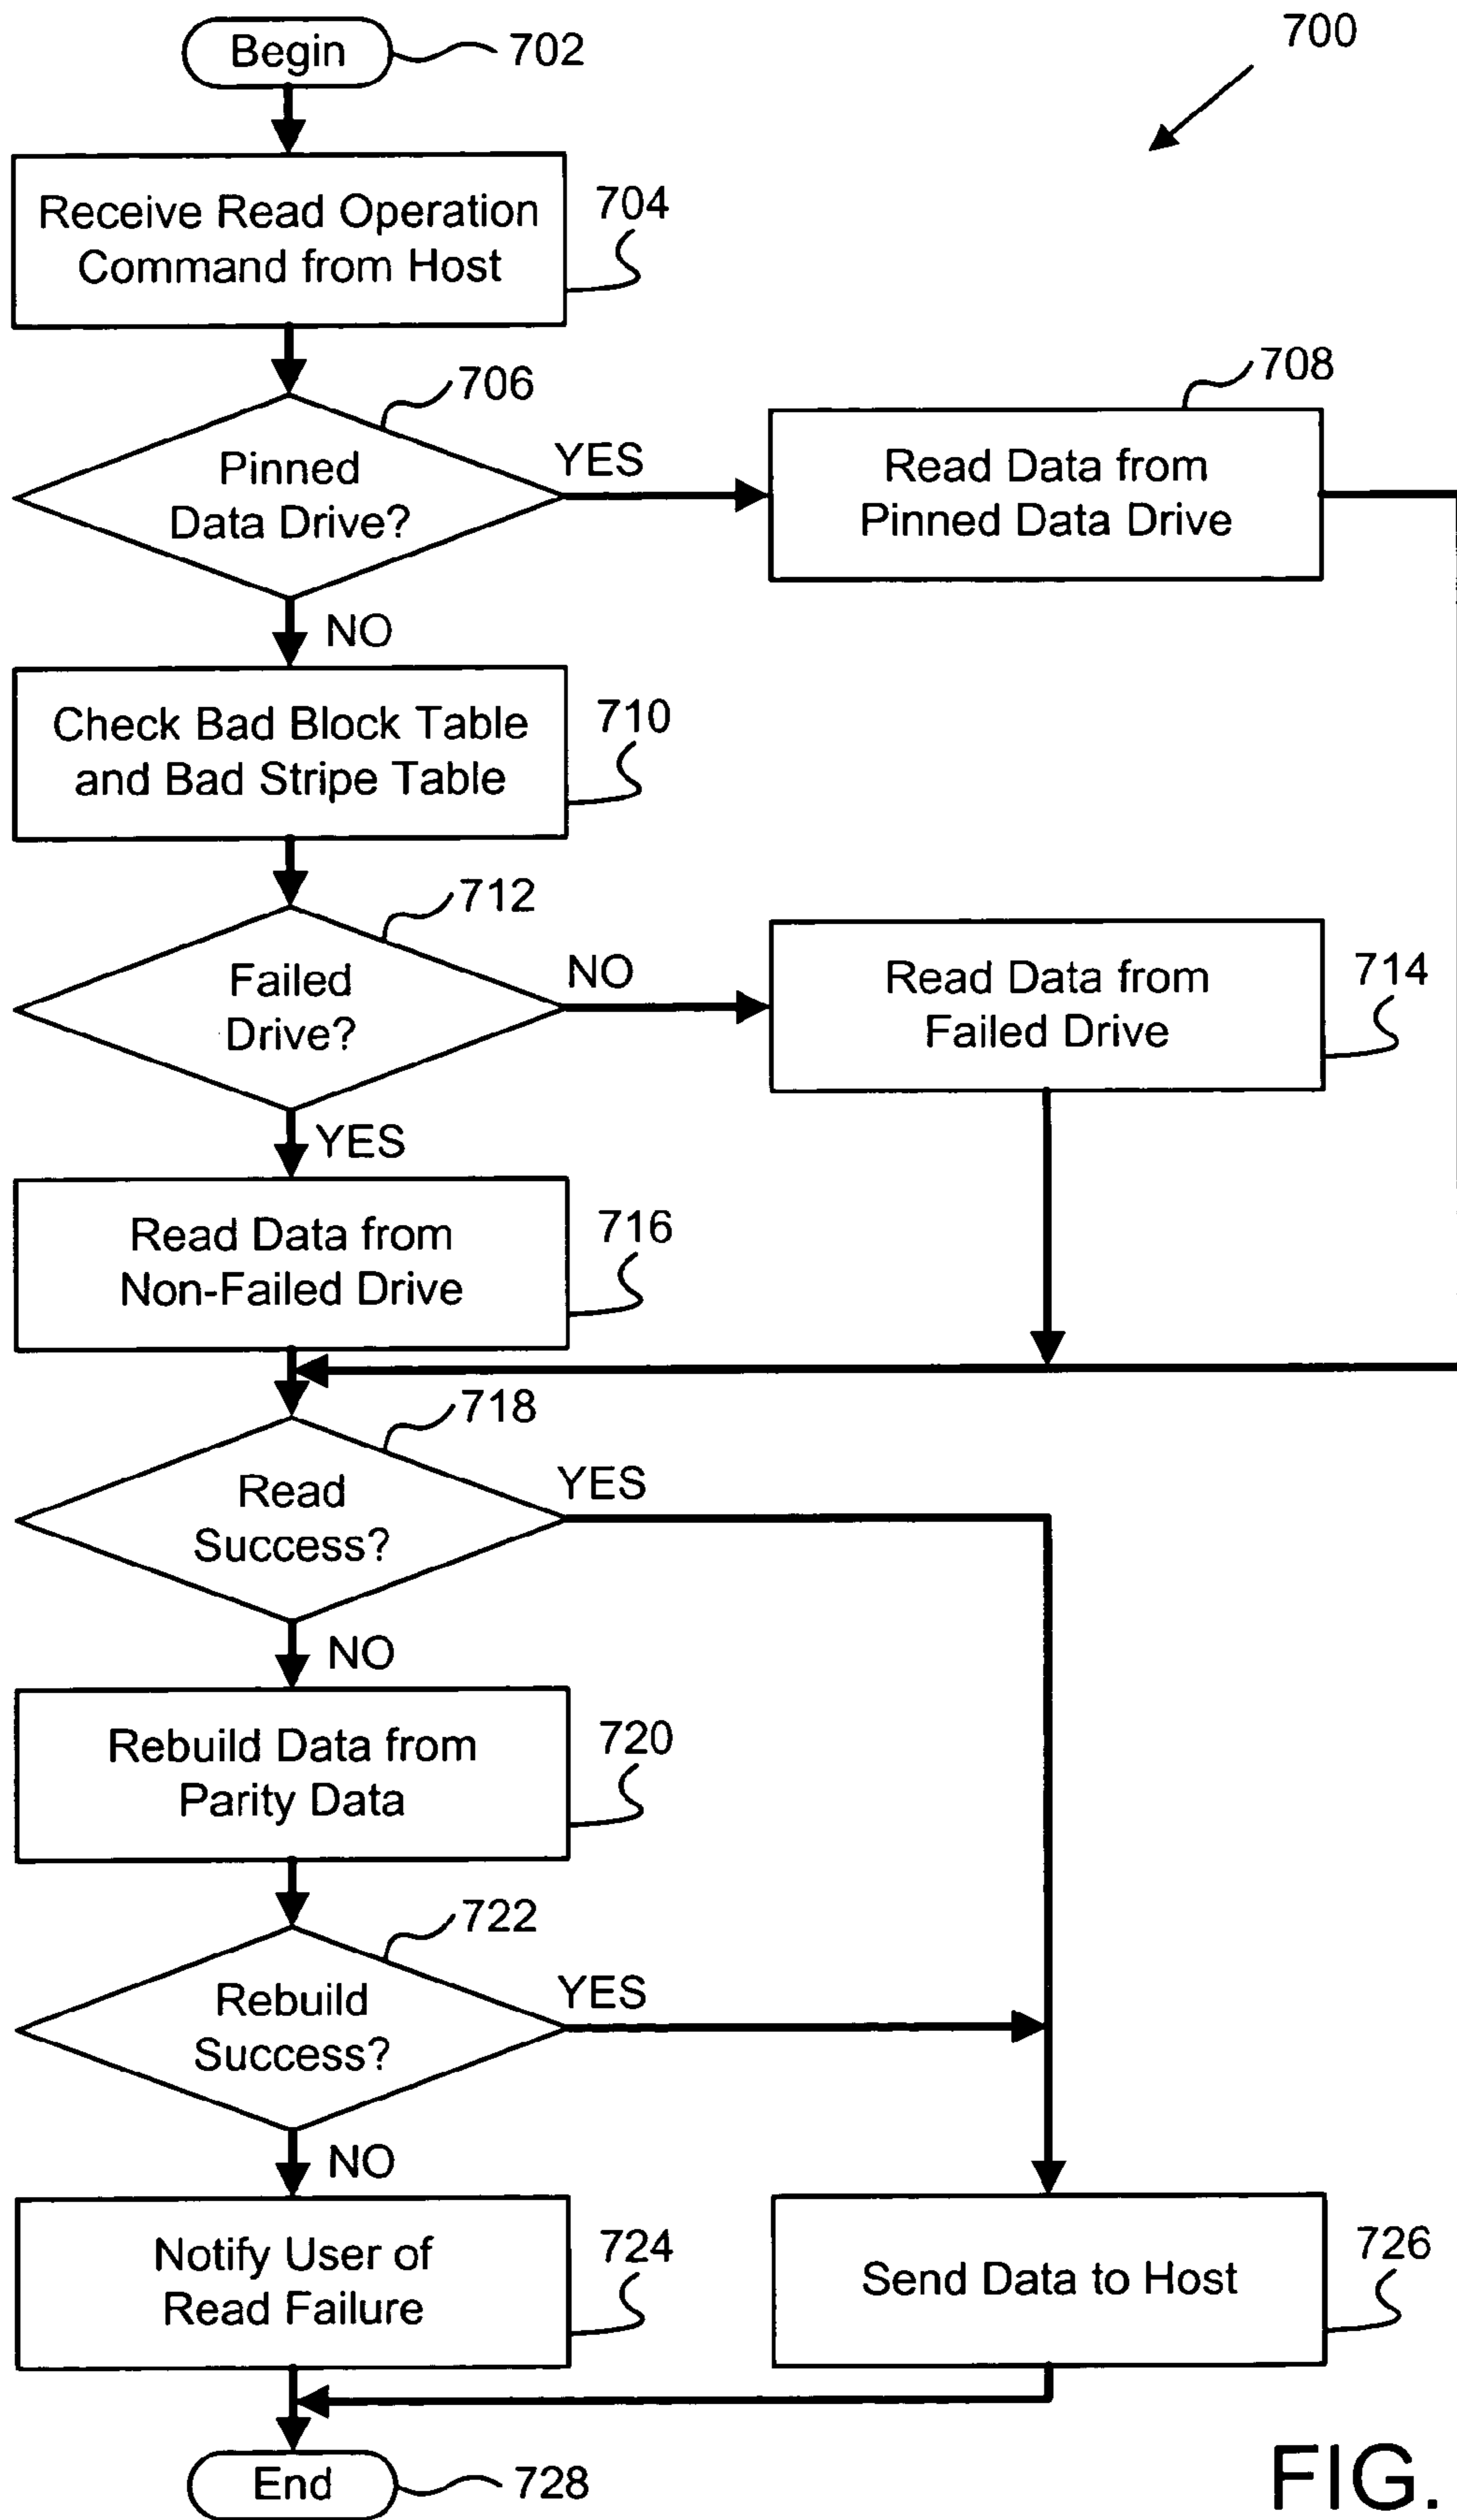 Begin
702
700
Receive Read Operation
Command from Host
704
706
Pinned
Data Drive?
YES
NO
708
Read Data from
Pinned Data Drive
Check Bad Block Table
and Bad Stripe Table
710
712
Failed
Drive?
NO
YES
Read Data from
Failed Drive
714
Read Data from
Non-Failed Drive
716
718
Read
Success?
YES
NO
Rebuild Data from
Parity Data
720
722
Rebuild
Success?
YES
NO
Notify User of
Read Failure
724
Send Data to Host
726
End
728
FIG.